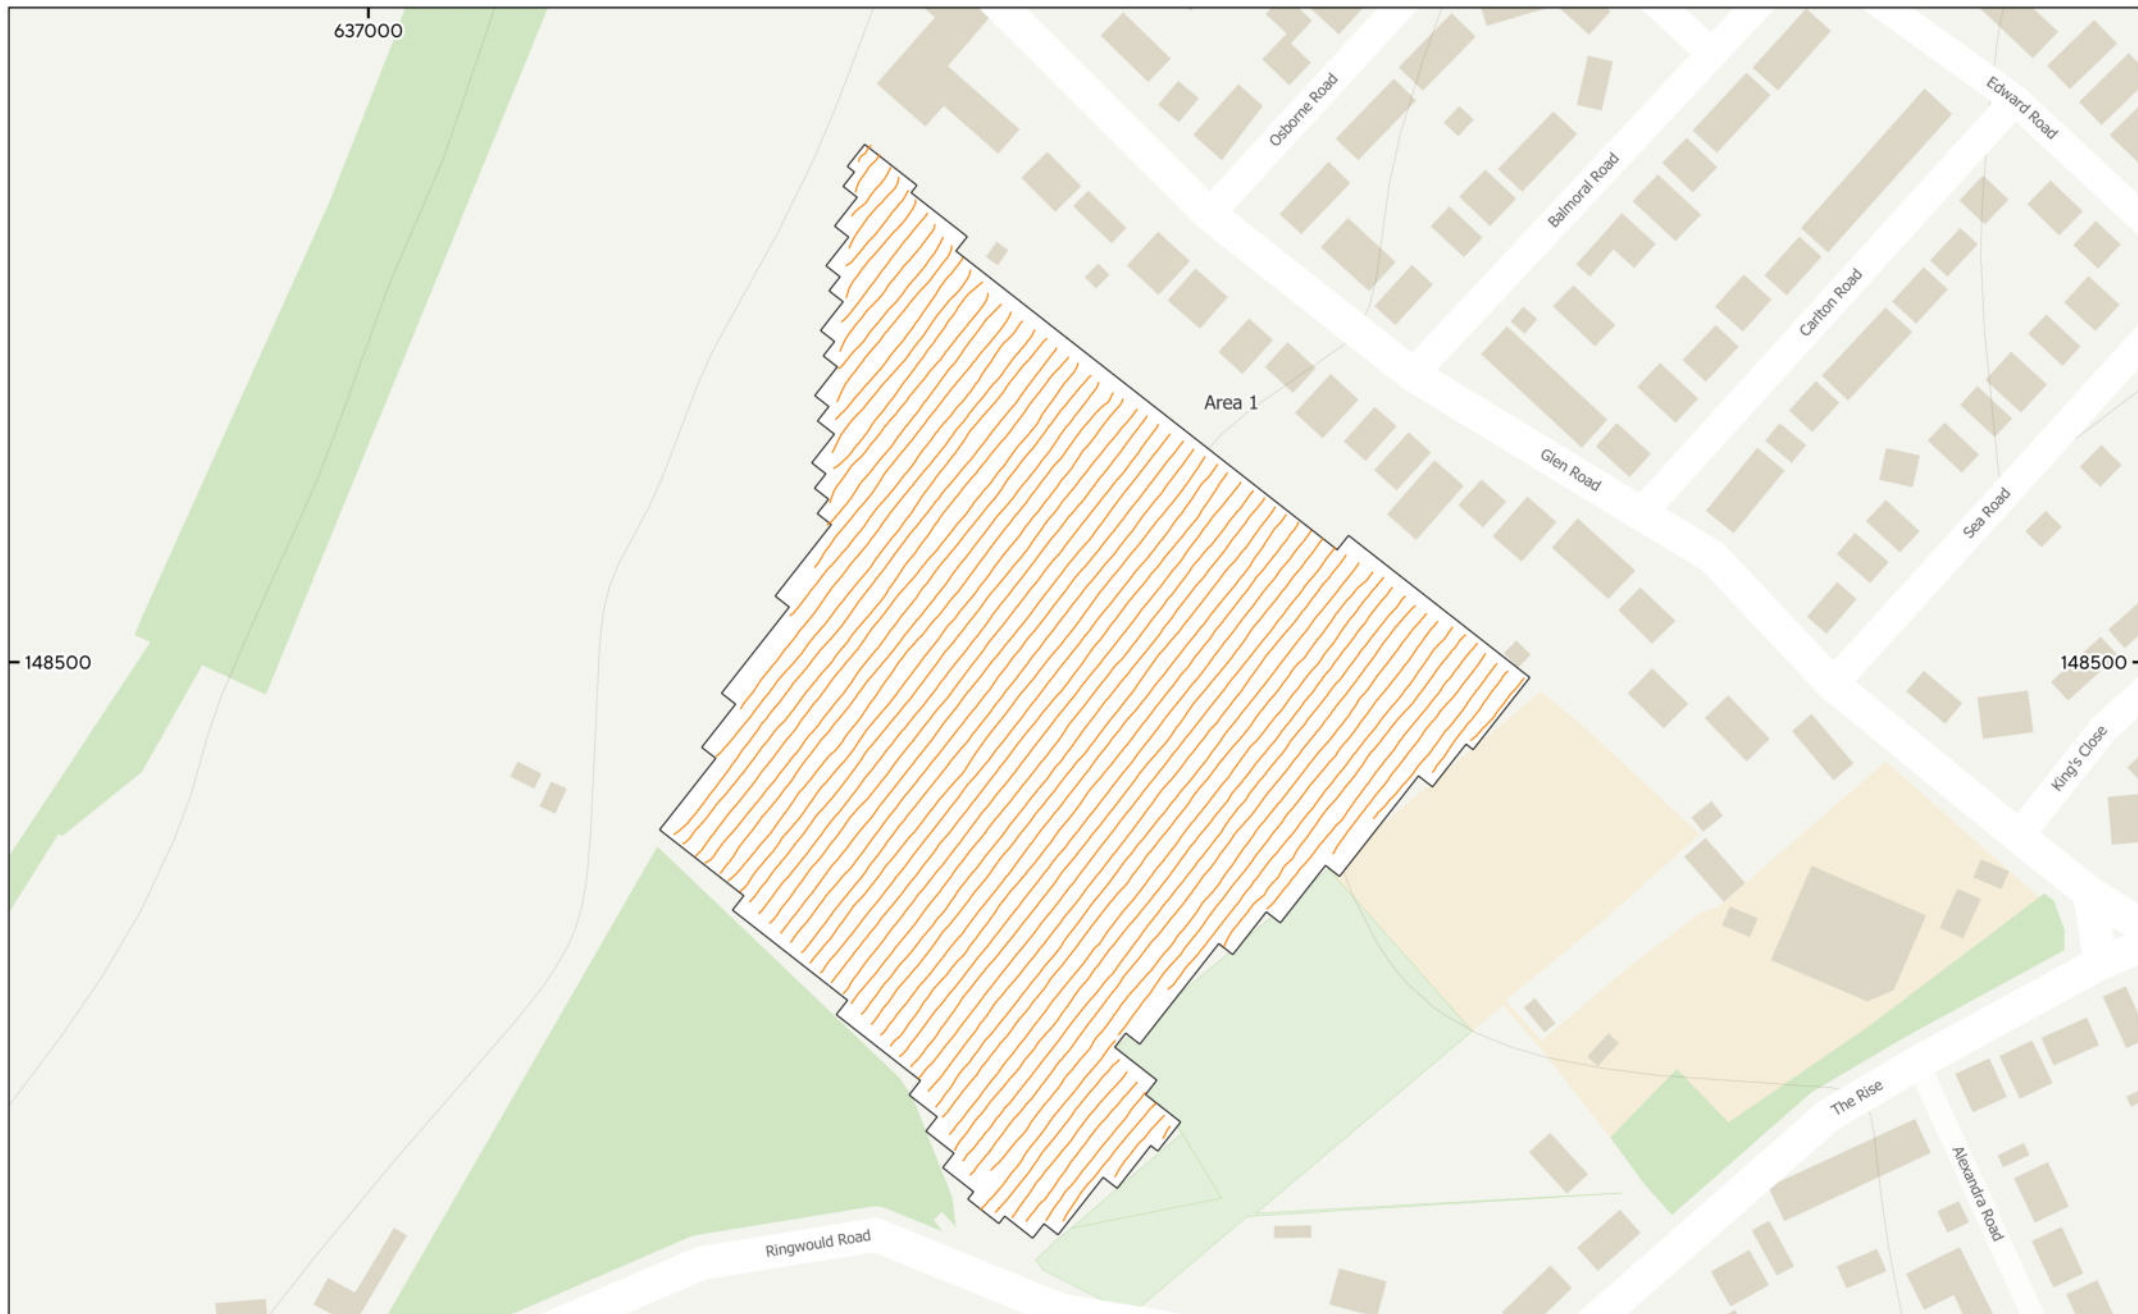 637000
Osborne Road
Edward Road
Balmoral Road
Carlton Road
Area 1
Glen Road
Sea Road
148500
148500
King's Close
The Rise
Alexandra Road
Ringwould Road